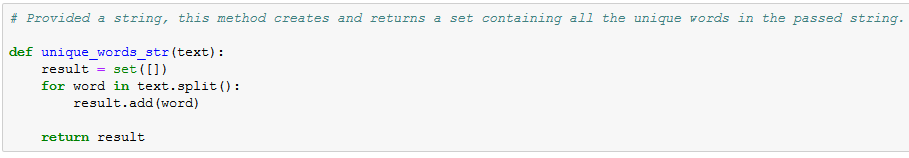 # Provided a string, this method creates and returns a set containing all the unique words in the passed string.
def unique_words_str(text):
    result = set([])
    for word in text.split():
        result.add(word)
    return result